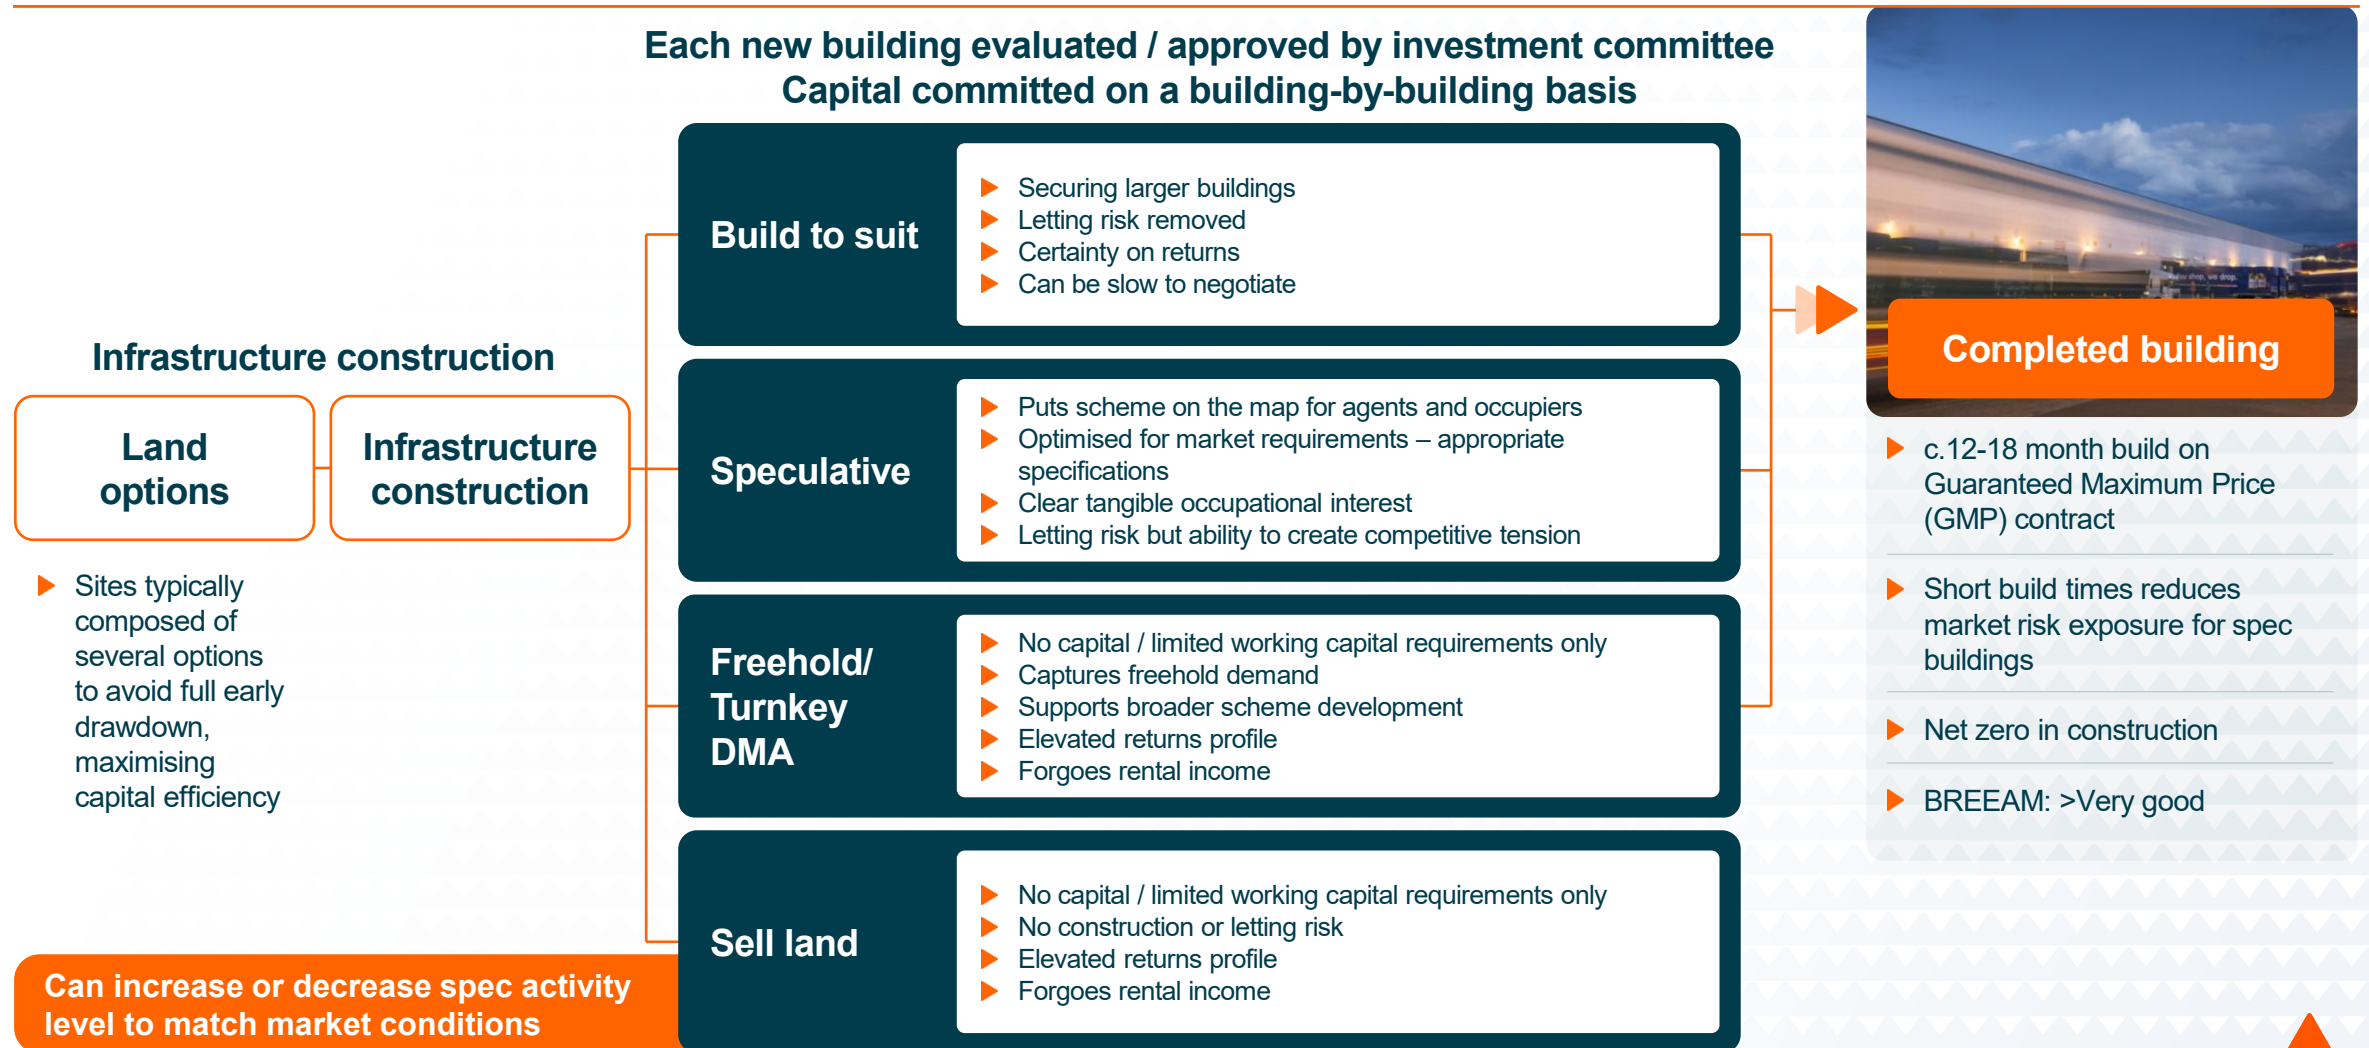 Each new building evaluated / approved by investment committee
Capital committed on a building-by-building basis
Infrastructure construction
Land
options
Infrastructure
construction
Sites typically
composed of
several options
to avoid full early
drawdown,
maximising
capital efficiency
Can increase or decrease spec activity
level to match market conditions
Build to suit
Securing larger buildings
Letting risk removed
Certainty on returns
Can be slow to negotiate
Speculative
Puts scheme on the map for agents and occupiers
Optimised for market requirements – appropriate
specifications
Clear tangible occupational interest
Letting risk but ability to create competitive tension
Freehold/
Turnkey
DMA
No capital / limited working capital requirements only
Captures freehold demand
Supports broader scheme development
Elevated returns profile
Forgoes rental income
Sell land
No capital / limited working capital requirements only
No construction or letting risk
Elevated returns profile
Forgoes rental income
shop, we drop.
Completed building
c.12-18 month build on
Guaranteed Maximum Price
(GMP) contract
Short build times reduces
market risk exposure for spec
buildings
Net zero in construction
BREEAM: >Very good